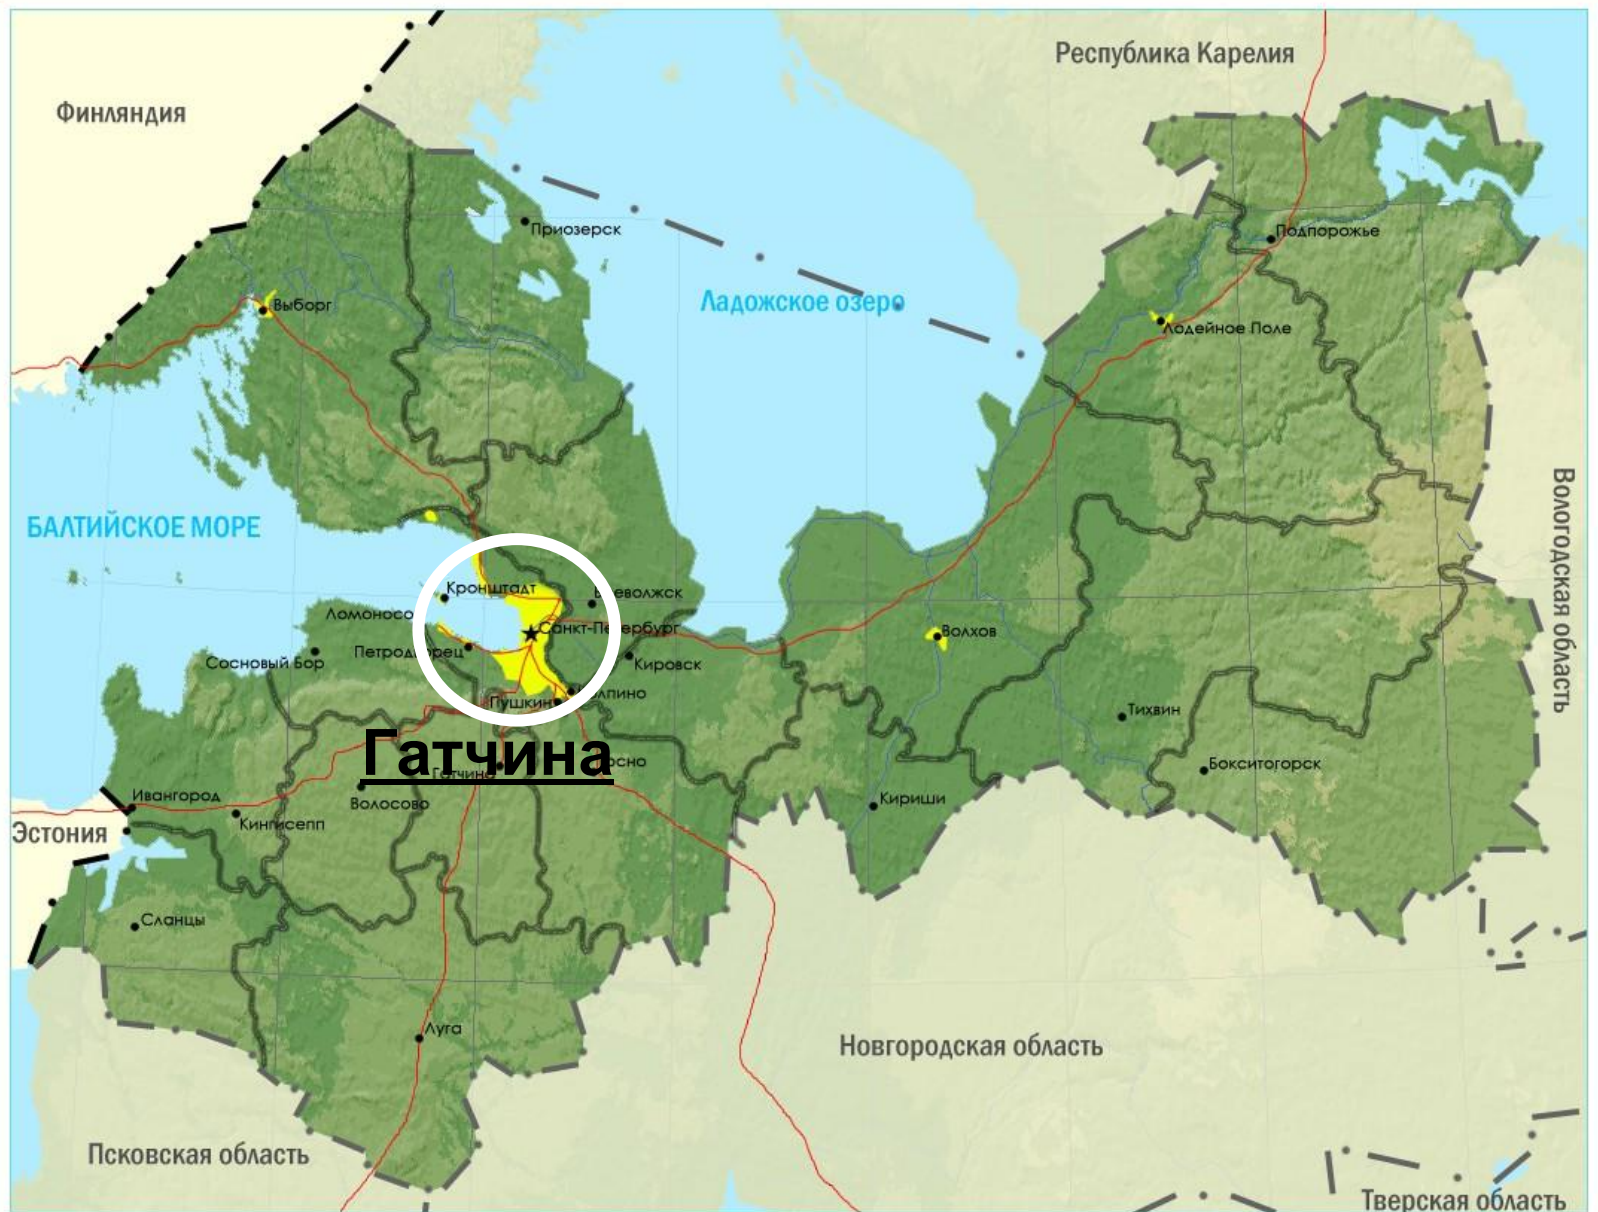 Республика Карелия
Финляндия
Приозерск
Подпорожье
Ладожское озеро
Выборг
Лодейное Поле
БАЛТИЙСКОЕ МОРЕ
Вологодская область
Кронштадт
Ломоносо
Санкт-Петербург
Волхов
Петродворец
Сосновый Бор
Кировск
Пушкин
Тихвин
Гатчина
Бокситогорск
Ивангород
Волосово
Кириши
Кингисепп
Эстония
Сланцы
Луга
Новгородская область
Псковская область
Тверская область